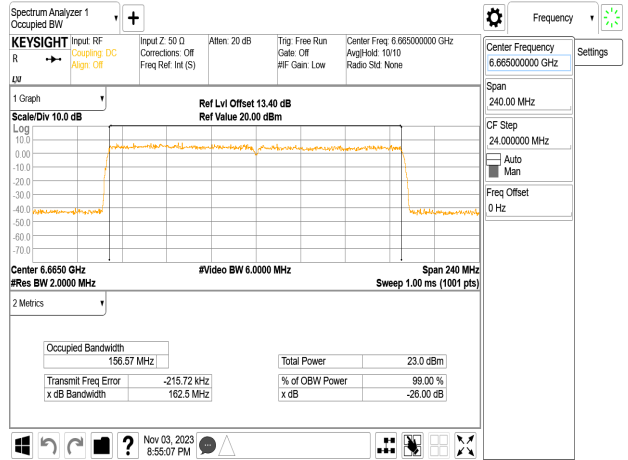 Spectrum Analyzer 1
Occupied BW
Frequency
KEYSIGHT
R
Input: RF
Coupling: DC
Align: Off
Input Z: 50 Ω
Corrections: Off
Freq Ref: Int (S)
Atten: 20 dB
Trig: Free Run
Gate: Off
#IF Gain: Low
Center Freq: 6.665000000 GHz
Avg|Hold: 10/10
Radio Std: None
Center Frequency
6.665000000 GHz
Settings
Span
240.00 MHz
CF Step
24.000000 MHz
Auto
Man
Freq Offset
0 Hz
1 Graph
Scale/Div 10.0 dB
Ref Lvl Offset 13.40 dB
Ref Value 20.00 dBm
Log
10.0
0.00
-10.0
-20.0
-30.0
-40.0
-50.0
-60.0
-70.0
Center 6.6650 GHz
#Video BW 6.0000 MHz
Span 240 MHz
#Res BW 2.0000 MHz
Sweep 1.00 ms (1001 pts)
2 Metrics
Occupied Bandwidth
156.57 MHz
Total Power
23.0 dBm
Transmit Freq Error
-215.72 kHz
% of OBW Power
99.00 %
x dB Bandwidth
162.5 MHz
x dB
-26.00 dB
?
Nov 03, 2023
8:55:07 PM